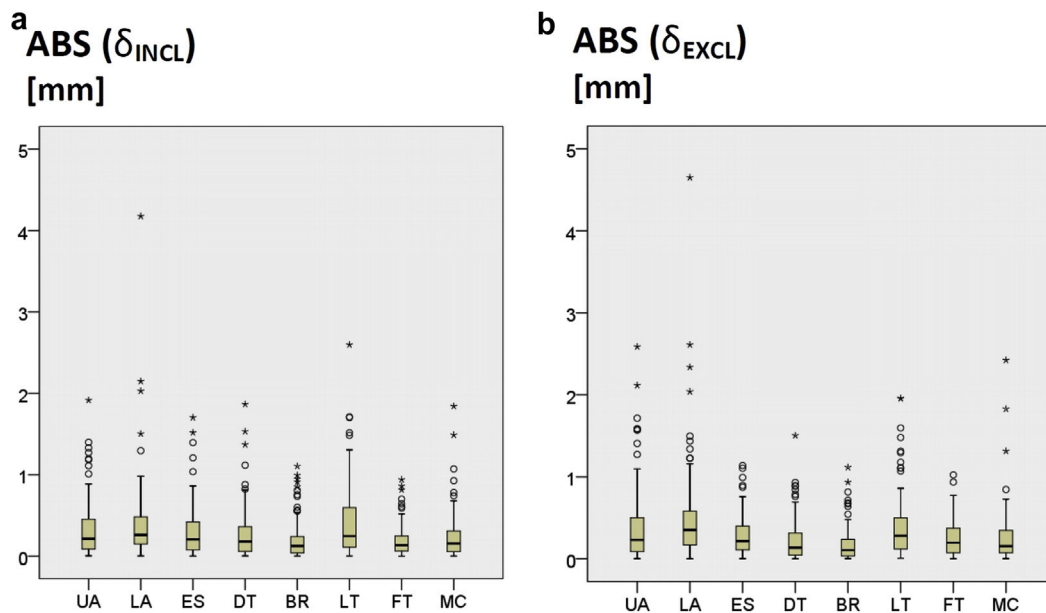 a
ABS (δINCL)
[mm]
5
4
3
2
1
0
UA LA ES DT BR LT FT MC
b
ABS (δEXCL)
[mm]
5
4
3
2
1
0
UA LA ES DT BR LT FT MC